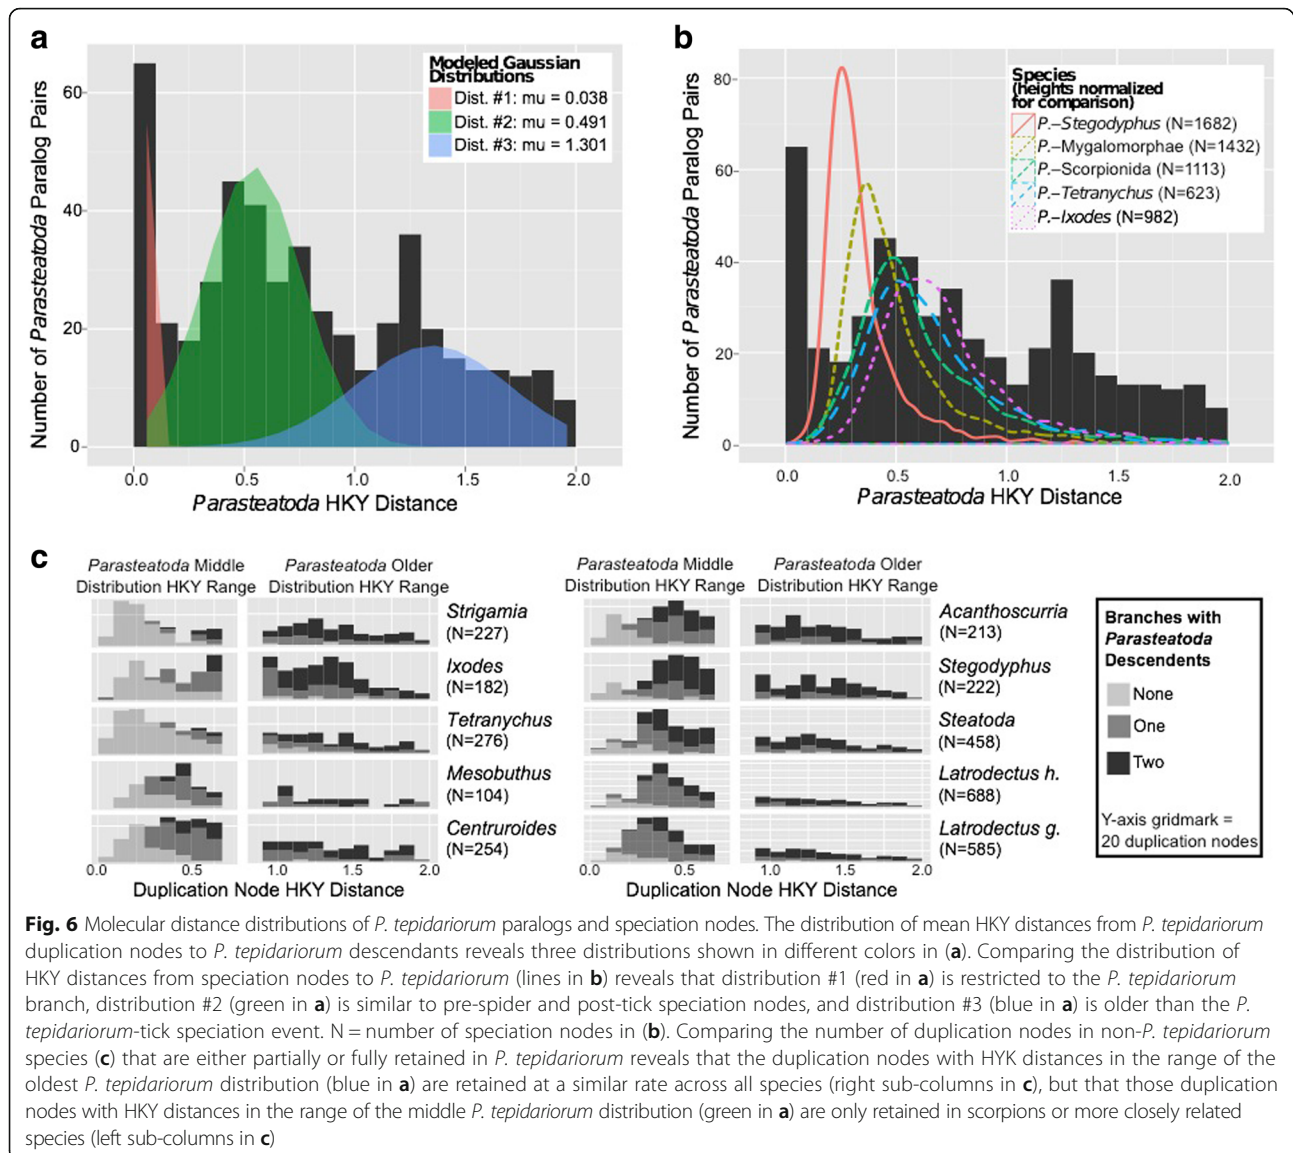 a
Number of Parasteatoda Paralog Pairs
60
40
20
0
0.0 0.5 1.0 1.5 2.0
Parasteatoda HKY Distance
Modeled Gaussian
Distributions
Dist. #1: mu = 0.038
Dist. #2: mu = 0.491
Dist. #3: mu = 1.301
b
Number of Parasteatoda Paralog Pairs
80
60
40
20
0
0.0 0.5 1.0 1.5 2.0
Parasteatoda HKY Distance
Species
(heights normalized
for comparison)
P.–Stegodyphus (N=1682)
P.–Mygalomorphae (N=1432)
P.–Scorpionida (N=1113)
P.–Tetranychus (N=623)
P.–Ixodes (N=982)
c
Parasteatoda Middle
Distribution HKY Range
Parasteatoda Older
Distribution HKY Range
Strigamia
(N=227)
Ixodes
(N=182)
Tetranychus
(N=276)
Mesobuthus
(N=104)
Centruroides
(N=254)
0.0 0.5 1.0 1.5 2.0
Duplication Node HKY Distance
Parasteatoda Middle
Distribution HKY Range
Parasteatoda Older
Distribution HKY Range
Acanthoscurria
(N=213)
Stegodyphus
(N=222)
Steatoda
(N=458)
Latrodectus h.
(N=688)
Latrodectus g.
(N=585)
0.0 0.5 1.0 1.5 2.0
Duplication Node HKY Distance
Branches with
Parasteatoda
Descendents
None
One
Two
Y-axis gridmark =
20 duplication nodes
Fig. 6 Molecular distance distributions of P. tepidariorum paralogs and speciation nodes. The distribution of mean HKY distances from P. tepidariorum
duplication nodes to P. tepidariorum descendants reveals three distributions shown in different colors in (a). Comparing the distribution of
HKY distances from speciation nodes to P. tepidariorum (lines in b) reveals that distribution #1 (red in a) is restricted to the P. tepidariorum
branch, distribution #2 (green in a) is similar to pre-spider and post-tick speciation nodes, and distribution #3 (blue in a) is older than the P.
tepidariorum-tick speciation event. N = number of speciation nodes in (b). Comparing the number of duplication nodes in non-P. tepidariorum
species (c) that are either partially or fully retained in P. tepidariorum reveals that the duplication nodes with HYK distances in the range of the
oldest P. tepidariorum distribution (blue in a) are retained at a similar rate across all species (right sub-columns in c), but that those duplication
nodes with HKY distances in the range of the middle P. tepidariorum distribution (green in a) are only retained in scorpions or more closely related
species (left sub-columns in c)